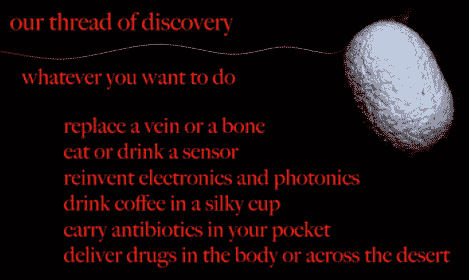 our thread of discovery
whatever you want to do
replace a vein or a bone
eat or drink a sensor
reinvent electronics and photonics
drink coffee in a silky cup
carry antibiotics in your pocket
deliver drugs in the body or across the desert